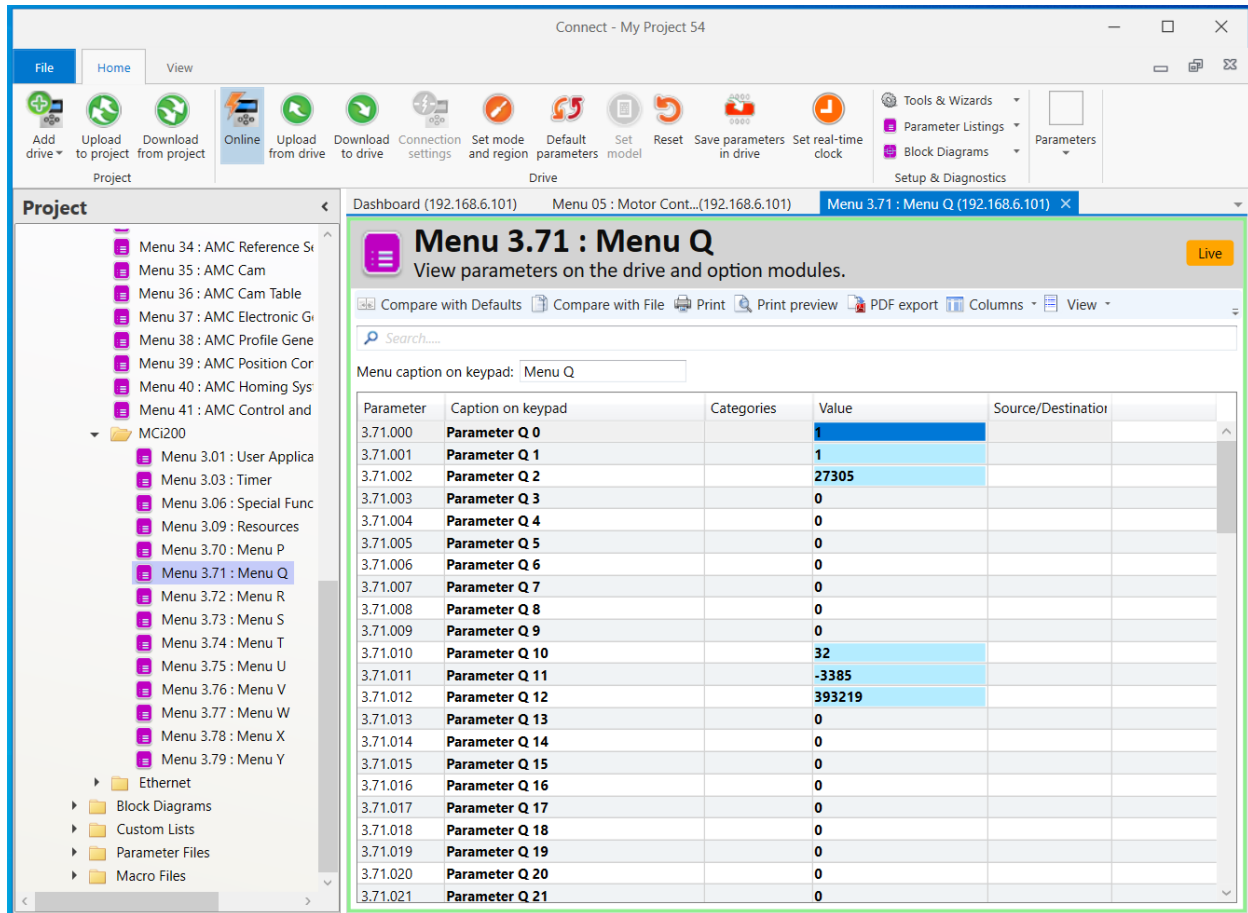 Connect - My Project 54
File Home View
Add drive
Upload to project
Download from project
Online
Upload from drive
Download to drive
Connection settings
Set mode and region
Default parameters
Set model
Reset
Save parameters in drive
Set real-time clock
Tools & Wizards
Parameter Listings
Block Diagrams
Parameters
Project
Drive
Setup & Diagnostics
Project
Menu 34 : AMC Reference Se
Menu 35 : AMC Cam
Menu 36 : AMC Cam Table
Menu 37 : AMC Electronic G
Menu 38 : AMC Profile Gene
Menu 39 : AMC Position Cor
Menu 40 : AMC Homing Sys
Menu 41 : AMC Control and
MCi200
Menu 3.01 : User Applica
Menu 3.03 : Timer
Menu 3.06 : Special Func
Menu 3.09 : Resources
Menu 3.70 : Menu P
Menu 3.71 : Menu Q
Menu 3.72 : Menu R
Menu 3.73 : Menu S
Menu 3.74 : Menu T
Menu 3.75 : Menu U
Menu 3.76 : Menu V
Menu 3.77 : Menu W
Menu 3.78 : Menu X
Menu 3.79 : Menu Y
Ethernet
Block Diagrams
Custom Lists
Parameter Files
Macro Files
Dashboard (192.168.6.101) Menu 05 : Motor Cont...(192.168.6.101) Menu 3.71 : Menu Q (192.168.6.101)
Menu 3.71 : Menu Q
View parameters on the drive and option modules.
Live
Compare with Defaults Compare with File Print Print preview PDF export Columns View
Search.....
Menu caption on keypad: Menu Q
Parameter Caption on keypad Categories Value Source/Destination
3.71.000 Parameter Q 0 1
3.71.001 Parameter Q 1 1
3.71.002 Parameter Q 2 27305
3.71.003 Parameter Q 3 0
3.71.004 Parameter Q 4 0
3.71.005 Parameter Q 5 0
3.71.006 Parameter Q 6 0
3.71.007 Parameter Q 7 0
3.71.008 Parameter Q 8 0
3.71.009 Parameter Q 9 0
3.71.010 Parameter Q 10 32
3.71.011 Parameter Q 11 -3385
3.71.012 Parameter Q 12 393219
3.71.013 Parameter Q 13 0
3.71.014 Parameter Q 14 0
3.71.015 Parameter Q 15 0
3.71.016 Parameter Q 16 0
3.71.017 Parameter Q 17 0
3.71.018 Parameter Q 18 0
3.71.019 Parameter Q 19 0
3.71.020 Parameter Q 20 0
3.71.021 Parameter Q 21 0